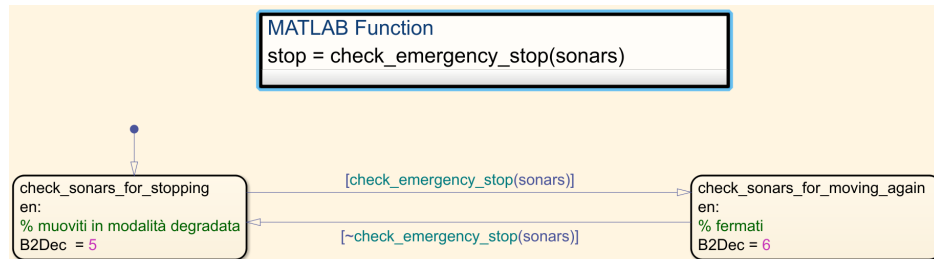 MATLAB Function
stop = check_emergency_stop(sonars)
[check_emergency_stop(sonars)]
check_sonars_for_stopping
en:
% muoviti in modalità degradata
B2Dec = 5
check_sonars_for_moving_again
en:
% fermati
B2Dec = 6
[~check_emergency_stop(sonars)]